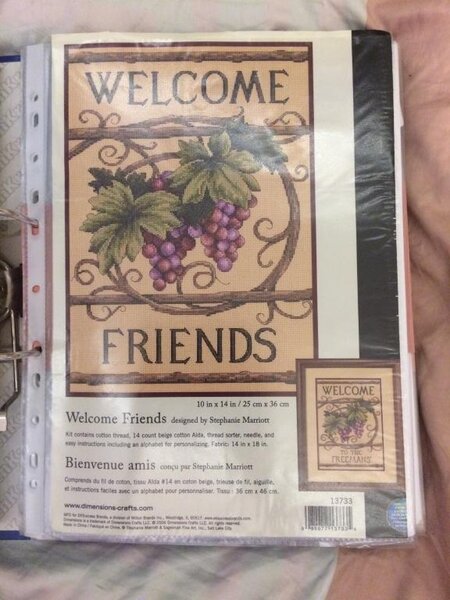 WELCOME
FRIENDS
10 in x 14 in / 25 cm x 36 cm
Welcome Friends designed by Stephanie Marriott
Kit contains cotton thread, 14 count beige cotton Aida, thread sorter, needle, and
easy instructions including an alphabet for personalizing. Fabric: 14 in x 18 in.
Bienvenue amis conçu par Stephanie Marriott
Comprends du fil de coton, tissu Aida #14 en coton beige, trieuse de fil, aiguille,
et instructions faciles avec un alphabet pour personnaliser. Tissu : 36 cm x 46 cm.
www.dimensions-crafts.com
WELCOME
TO THE
FREEMANS'
13733